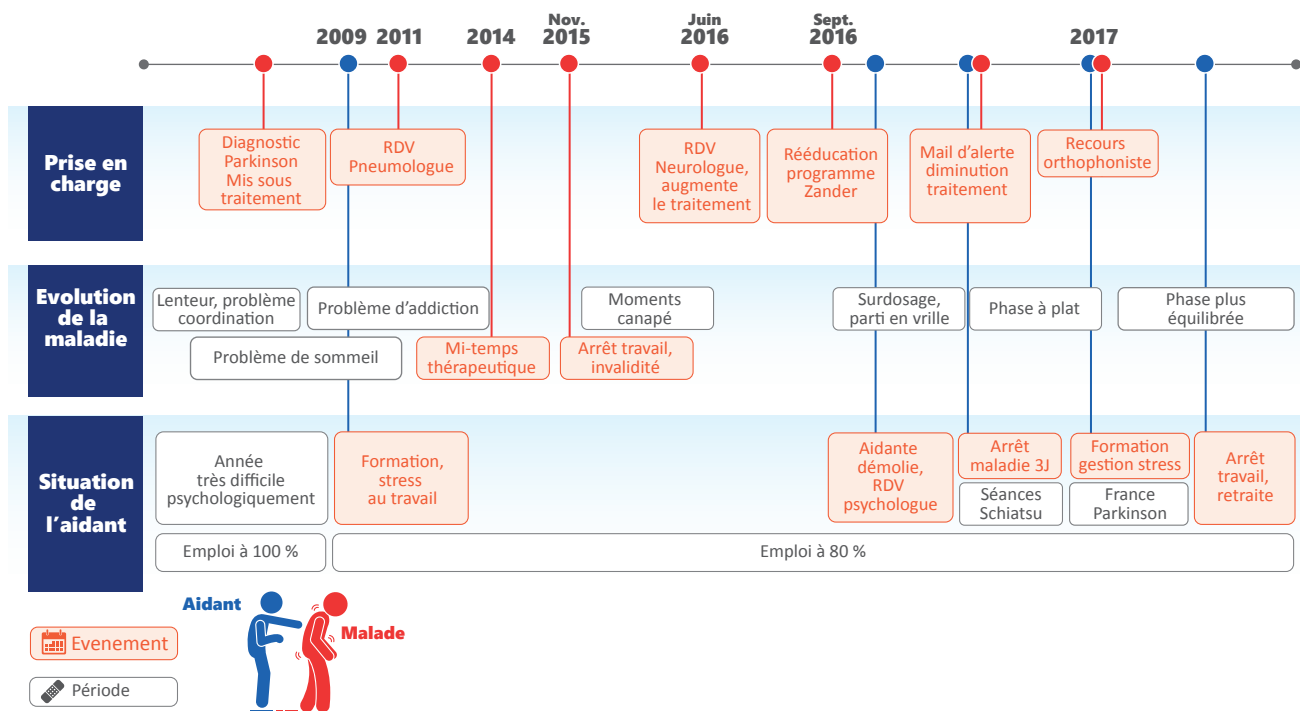 2009
2011
2014
Nov.
2015
Juin
2016
Sept.
2016
2017
Prise en
charge
Diagnostic
Parkinson
Mis sous
traitement
RDV
Pneumologue
RDV
Neurologue,
augmente
le traitement
Rééducation
programme
Zander
Mail d'alerte
diminution
traitement
Recours
orthophoniste
Evolution
de la
maladie
Lenteur, problème
coordination
Problème d'addiction
Problème de sommeil
Mi-temps
thérapeutique
Moments
canapé
Arrêt travail,
invalidité
Surdosage,
parti en vrille
Phase à plat
Phase plus
équilibrée
Situation
de
l'aidant
Année
très difficile
psychologiquement
Formation,
stress
au travail
Aidante
démolie,
RDV
psychologue
Arrêt
maladie 3J
Séances
Schiatsu
Formation
gestion stress
France
Parkinson
Arrêt
travail,
retraite
Emploi à 100 %
Emploi à 80 %
Aidant
Malade
Evenement
Période